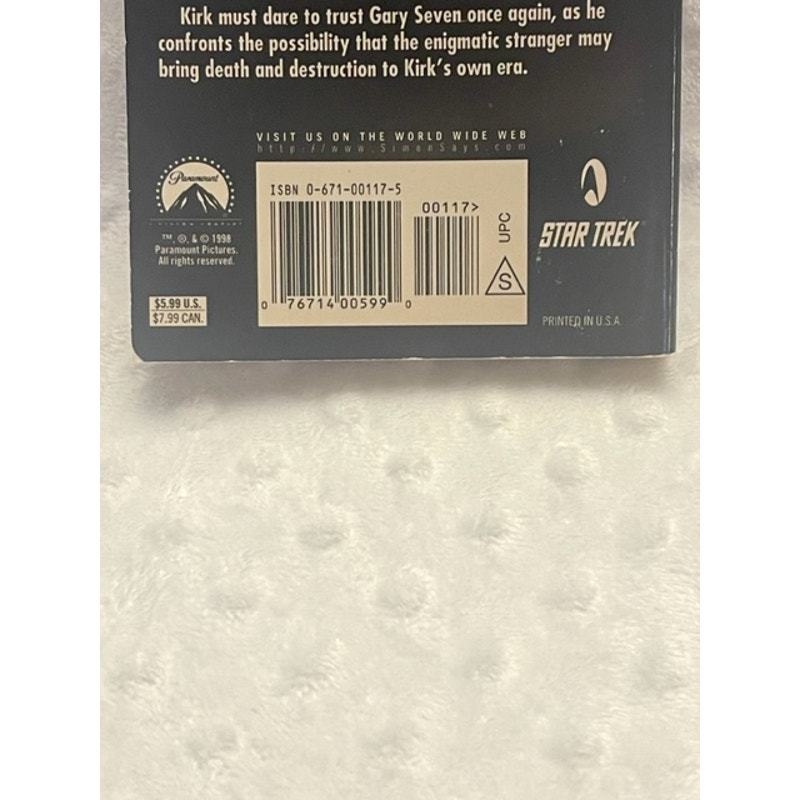 Kirk must dare to trust Gary Seven once again, as he
confronts the possibility that the enigmatic stranger may
bring death and destruction to Kirk's own era.
VISIT US ON THE WORLD WIDE WEB
http://www.SimonSays.com
Paramount
TM, ®, & © 1998
Paramount Pictures.
All rights reserved.
$5.99 U.S.
$7.99 CAN.
ISBN 0-671-00117-5
00117>
UPC
S
0 76714 00599 0
STAR TREK
PRINTED IN U.S.A.